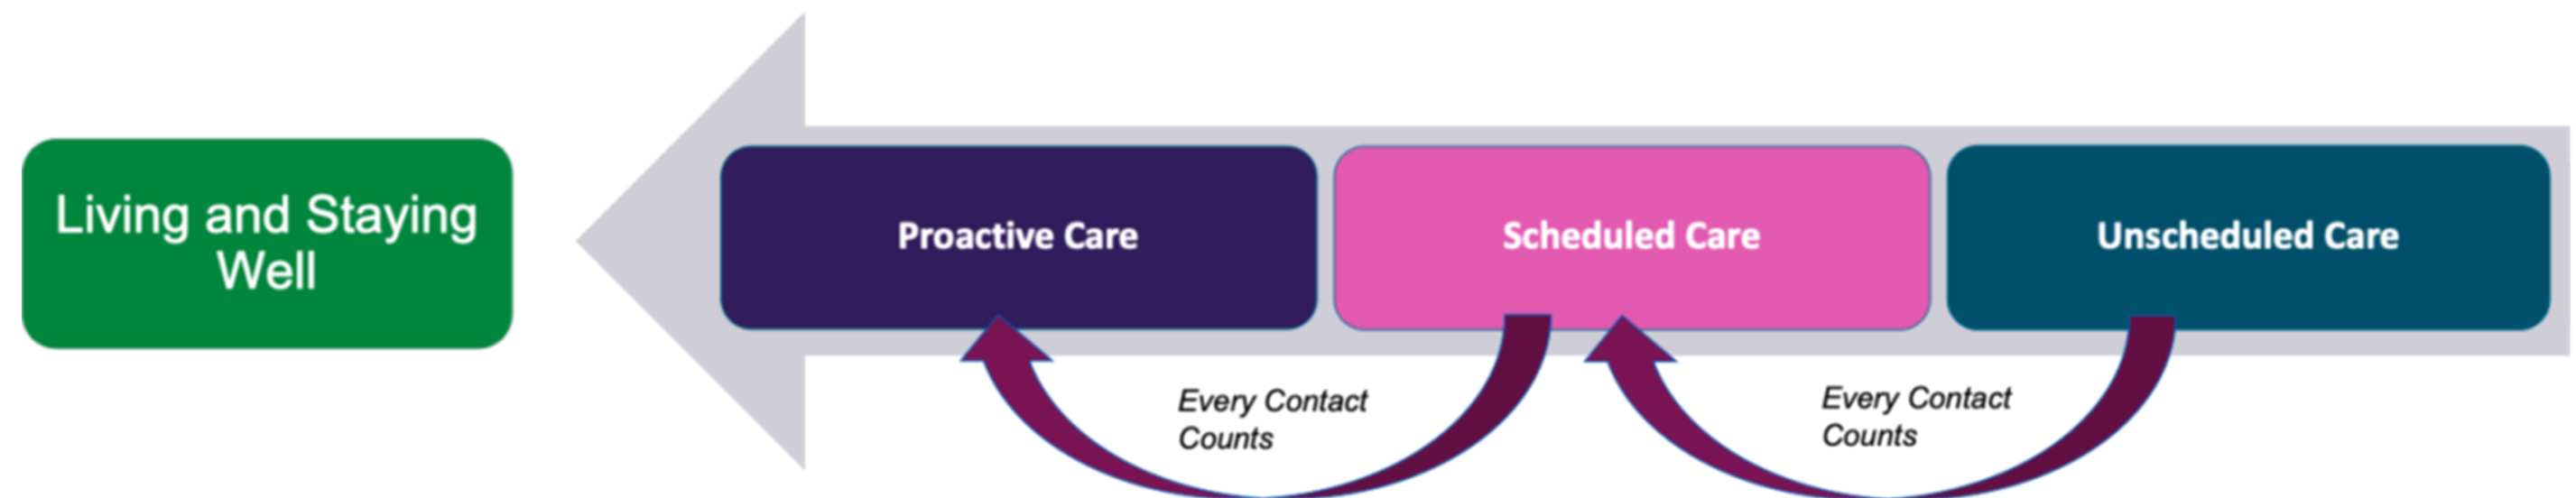 Living and Staying
Well
Proactive Care
Scheduled Care
Unscheduled Care
Every Contact
Counts
Every Contact
Counts